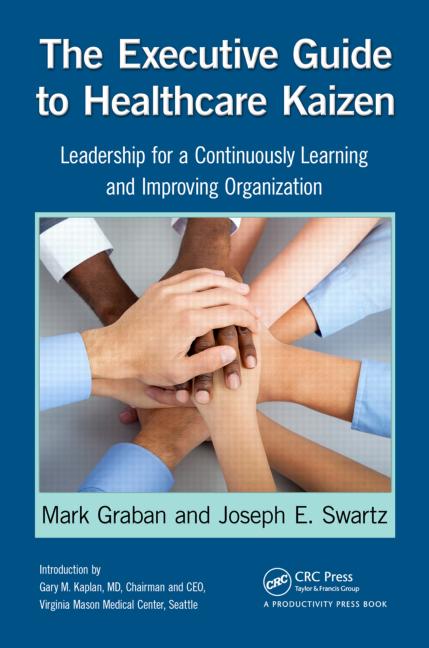 The Executive Guide
to Healthcare Kaizen
Leadership for a Continuously Learning
and Improving Organization
Mark Graban and Joseph E. Swartz
Introduction by
Gary M. Kaplan, MD, Chairman and CEO,
Virginia Mason Medical Center, Seattle
CRC CRC Press
Taylor & Francis Group
A PRODUCTIVITY PRESS BOOK